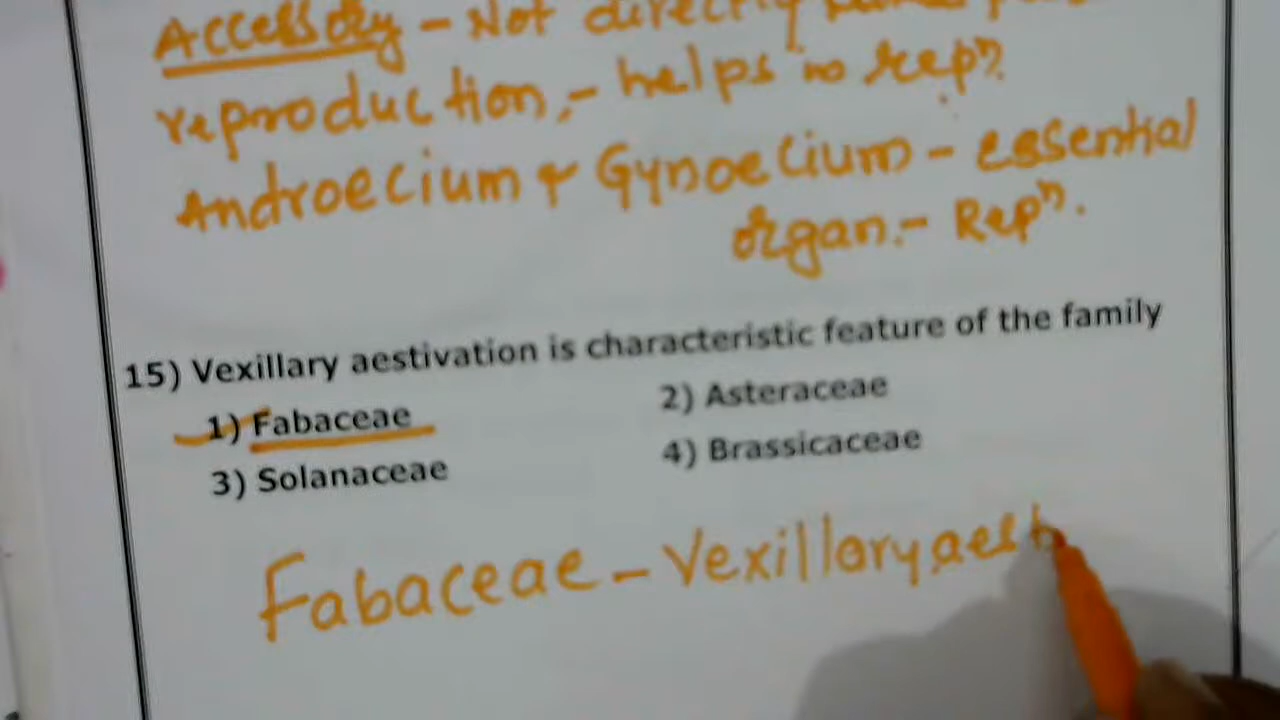 Accessory - Not directly
reproduction,- helps in repn.
Androecium & Gynoecium - essential
organ.- Repn.
15) Vexillary aestivation is characteristic feature of the family
1) Fabaceae 2) Asteraceae
3) Solanaceae 4) Brassicaceae
Fabaceae - Vexillary aest